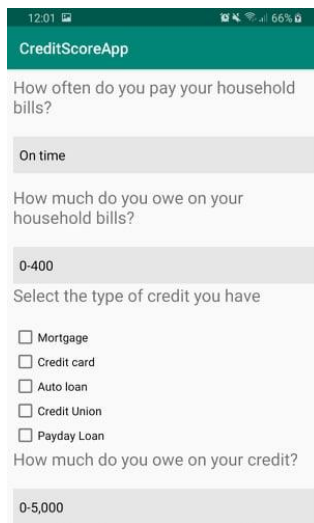 12:01 66%
CreditScoreApp
How often do you pay your household
bills?
On time
How much do you owe on your
household bills?
0-400
Select the type of credit you have
Mortgage
Credit card
Auto loan
Credit Union
Payday Loan
How much do you owe on your credit?
0-5,000